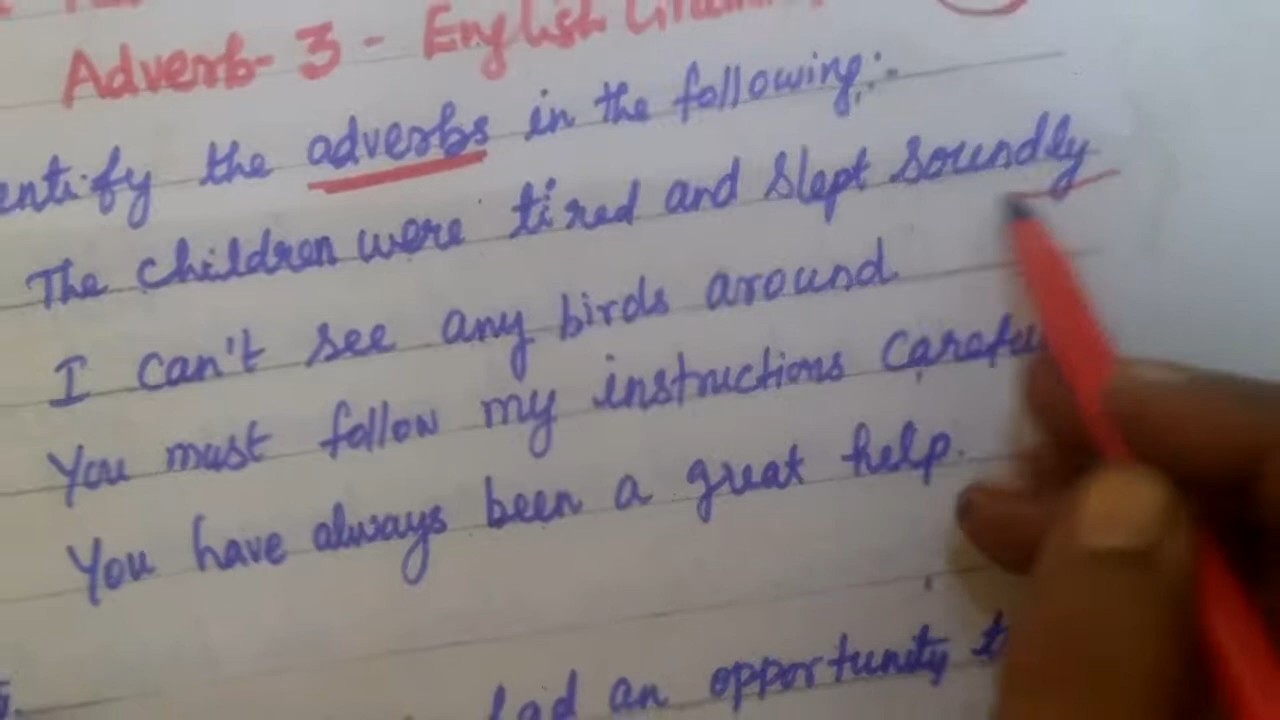 Adverb-3 - English
entify the adverbs in the following:-
The children were tired and slept soundly
I can't see any birds around
You must follow my instructions carefu
You have always been a great help.
had an opportunity t